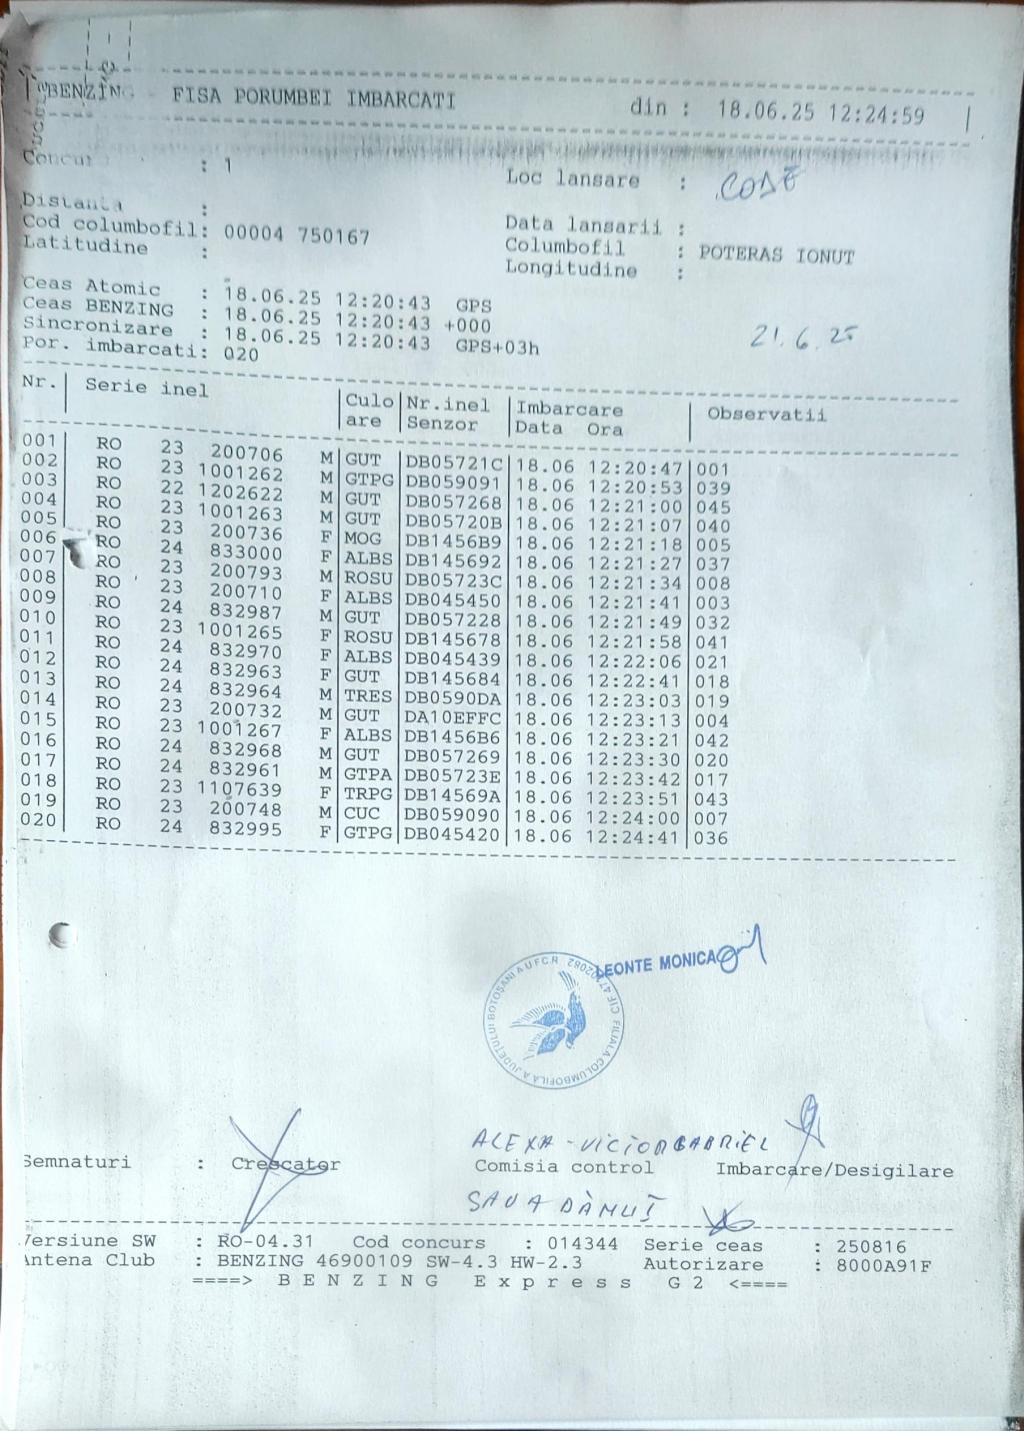 BENZING FISA PORUMBEI IMBARCATI din : 18.06.25 12:24:59
Concur : 1 Loc lansare : CODE
Distanta : Data lansarii :
Cod columbofil: 00004 750167 Columbofil : POTERAS IONUT
Latitudine : Longitudine :
Ceas Atomic : 18.06.25 12:20:43 GPS
Ceas BENZING : 18.06.25 12:20:43 +000
Sincronizare : 18.06.25 12:20:43 GPS+03h 21.6.25
Por. imbarcati: 020
Nr. Serie inel Culo Nr.inel Imbarcare Observatii
are Senzor Data Ora
001 RO 23 200706 M GUT DB05721C 18.06 12:20:47 001
002 RO 23 1001262 M GTPG DB059091 18.06 12:20:53 039
003 RO 22 1202622 M GUT DB057268 18.06 12:21:00 045
004 RO 23 1001263 M GUT DB05720B 18.06 12:21:07 040
005 RO 23 200736 F MOG DB1456B9 18.06 12:21:18 005
006 RO 24 833000 F ALBS DB145692 18.06 12:21:27 037
007 RO 23 200793 M ROSU DB05723C 18.06 12:21:34 008
008 RO 23 200710 F ALBS DB045450 18.06 12:21:41 003
009 RO 24 832987 M GUT DB057228 18.06 12:21:49 032
010 RO 23 1001265 F ROSU DB145678 18.06 12:21:58 041
011 RO 24 832970 F ALBS DB045439 18.06 12:22:06 021
012 RO 24 832963 F GUT DB145684 18.06 12:22:41 018
013 RO 24 832964 M TRES DB0590DA 18.06 12:23:03 019
014 RO 23 200732 M GUT DA10EFFC 18.06 12:23:13 004
015 RO 23 1001267 F ALBS DB1456B6 18.06 12:23:21 042
016 RO 24 832968 M GUT DB057269 18.06 12:23:30 020
017 RO 24 832961 M GTPA DB05723E 18.06 12:23:42 017
018 RO 23 1107639 F TRPG DB14569A 18.06 12:23:51 043
019 RO 23 200748 M CUC DB059090 18.06 12:24:00 007
020 RO 24 832995 F GTPG DB045420 18.06 12:24:41 036
LEONTE MONICA
FILIALA COLUMBOFILA A JUDEŢULUI BOTOŞANI A UFCR CIF
ALEXA-VICTOR GABRIEL
Semnaturi : Crescator Comisia control Imbarcare/Desigilare
SAVA DĂNUŢ
Versiune SW : RO-04.31 Cod concurs : 014344 Serie ceas : 250816
Antena Club : BENZING 46900109 SW-4.3 HW-2.3 Autorizare : 8000A91F
====> B E N Z I N G E x p r e s s G 2 <====